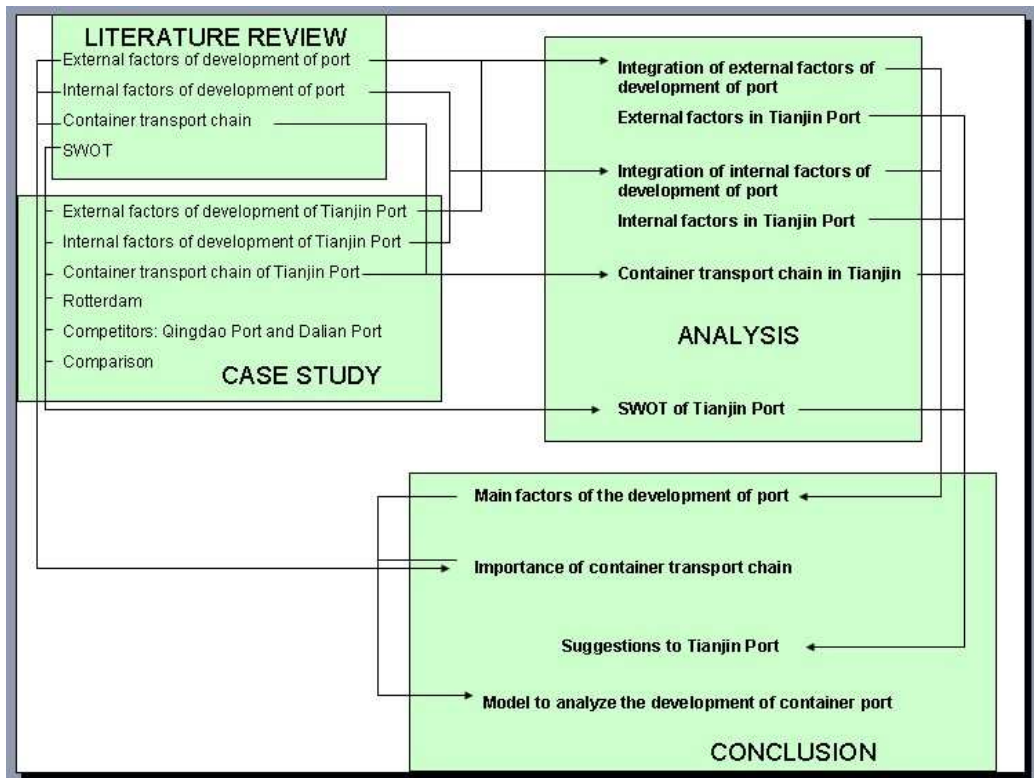 LITERATURE REVIEW
External factors of development of port
Internal factors of development of port
Container transport chain
SWOT
External factors of development of Tianjin Port
Internal factors of development of Tianjin Port
Container transport chain of Tianjin Port
Rotterdam
Competitors: Qingdao Port and Dalian Port
Comparison
CASE STUDY
Integration of external factors of
development of port
External factors in Tianjin Port
Integration of internal factors of
development of port
Internal factors in Tianjin Port
Container transport chain in Tianjin
ANALYSIS
SWOT of Tianjin Port
Main factors of the development of port
Importance of container transport chain
Suggestions to Tianjin Port
Model to analyze the development of container port
CONCLUSION